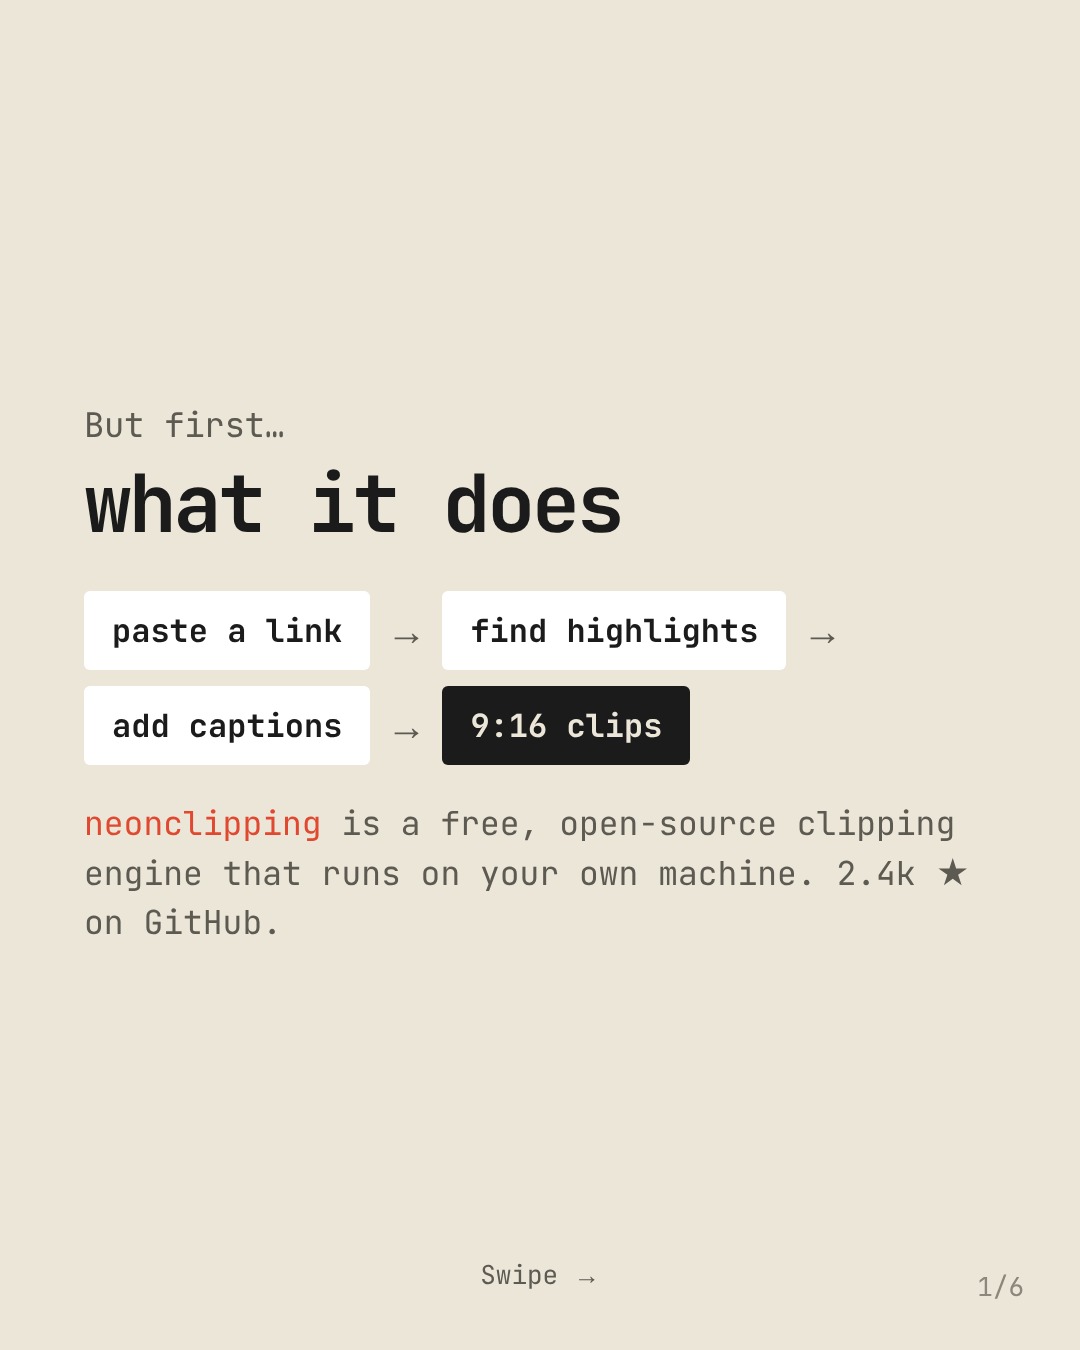 But first…
what it does
paste a link → find highlights →
add captions → 9:16 clips
neonclipping is a free, open-source clipping
engine that runs on your own machine. 2.4k ★
on GitHub.
Swipe →
1/6